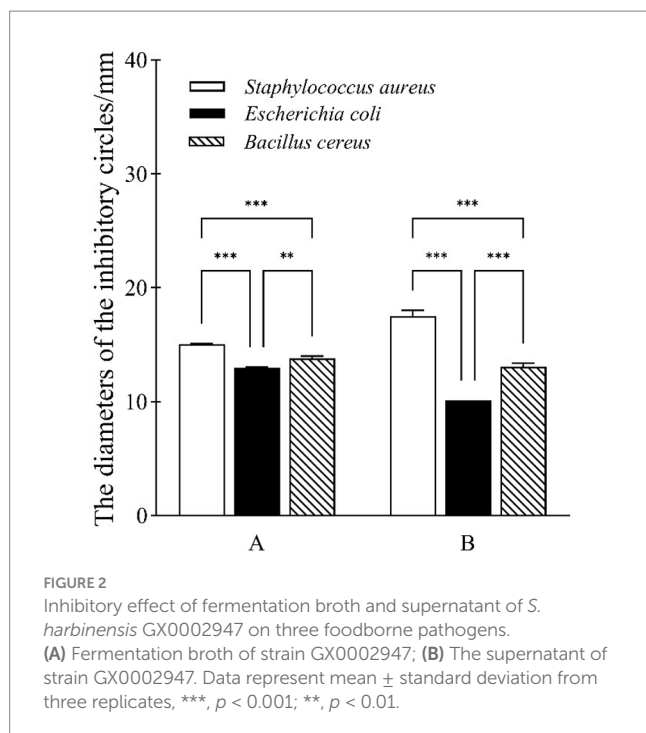 The diameters of the inhibitory circles/mm
40
30
20
10
0
Staphylococcus aureus
Escherichia coli
Bacillus cereus
***
***
**
***
***
***
A
B
FIGURE 2
Inhibitory effect of fermentation broth and supernatant of S.
harbinensis GX0002947 on three foodborne pathogens.
(A) Fermentation broth of strain GX0002947; (B) The supernatant of
strain GX0002947. Data represent mean ± standard deviation from
three replicates, ***, p < 0.001; **, p < 0.01.